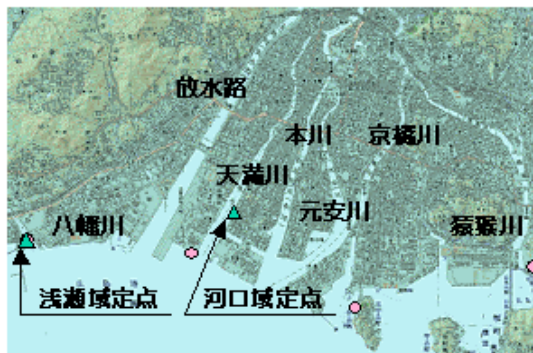 放水路
本川
京橋川
天満川
八幡川
元安川
猿猴川
浅瀬域定点
河口域定点